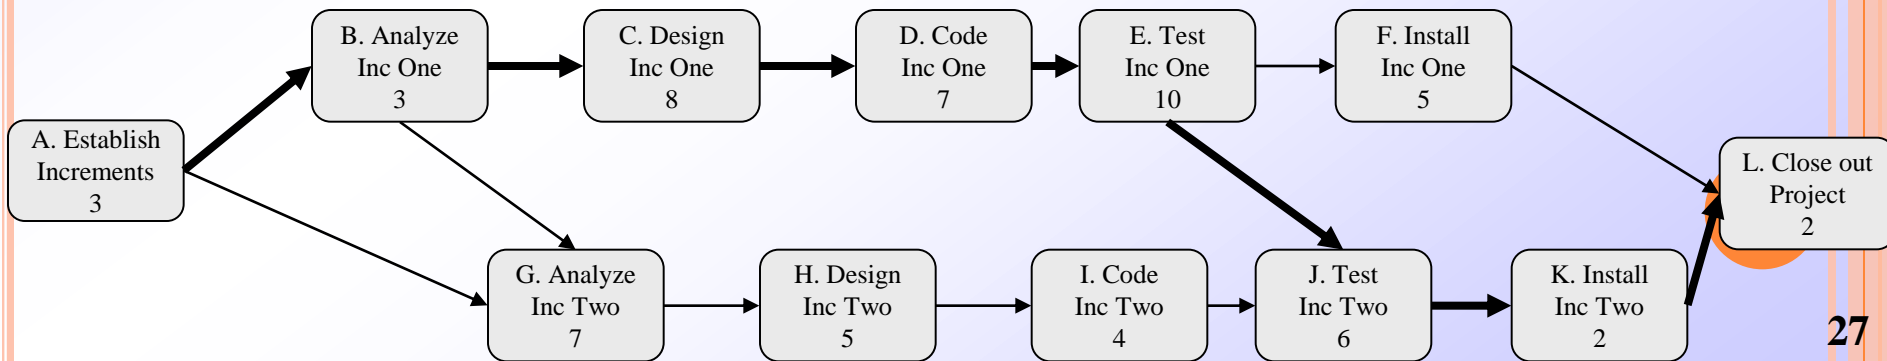 B. Analyze
Inc One
3
C. Design
Inc One
8
D. Code
Inc One
7
E. Test
Inc One
10
F. Install
Inc One
5
A. Establish
Increments
3
L. Close out
Project
2
G. Analyze
Inc Two
7
H. Design
Inc Two
5
I. Code
Inc Two
4
J. Test
Inc Two
6
K. Install
Inc Two
2
27